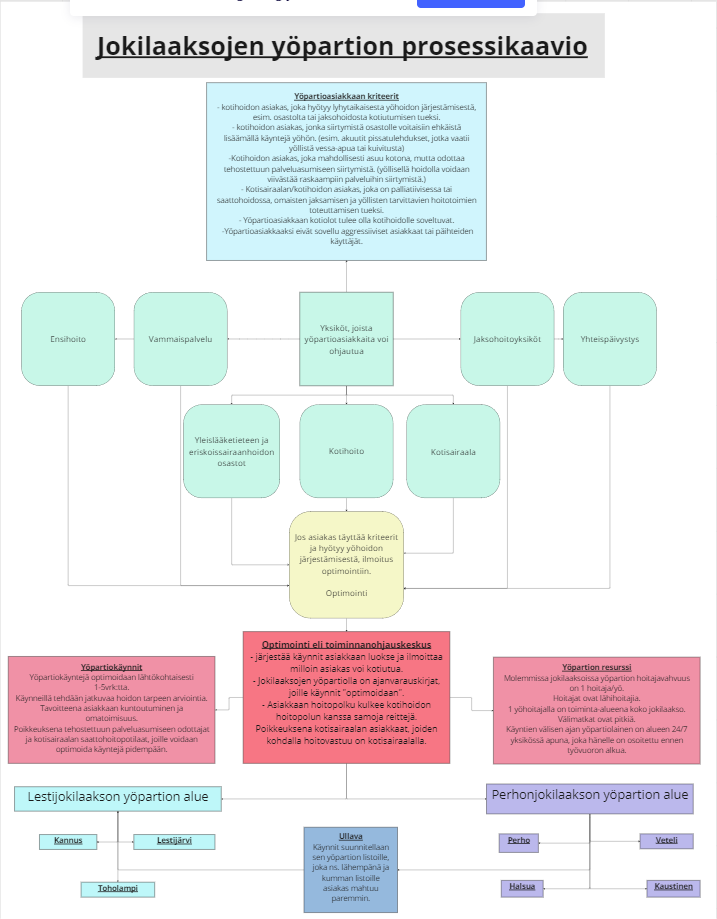 Jokilaaksojen yöpartion prosessikaavio
Yöpartioasiakkaan kriteerit
- kotihoidon asiakas, joka hyötyy lyhytaikaisesta yöhoidon järjestämisestä,
esim. osastolta tai jaksohoidosta kotiutumisen tueksi.
- kotihoidon asiakas, jonka siirtymistä osastolle voitaisiin ehkäistä
lisäämällä käyntejä yöhön. (esim. akuutit pissatulehdukset, jotka vaatii
yöllistä vessa-apua tai kuivitusta)
-Kotihoidon asiakas, joka mahdollisesti asuu kotona, mutta odottaa
tehostettuun palveluasumiseen siirtymistä. (yöllisellä hoidolla voidaan
viivästää raskaampiin palveluihin siirtymistä.)
- Kotisairaalan/kotihoidon asiakas, joka on palliatiivisessa tai
saattohoidossa, omaisten jaksamisen ja yöllisten tarvittavien hoitotoimien
toteuttamisen tueksi.
- Yöpartioasiakkaan kotiolot tulee olla kotihoidolle soveltuvat.
-Yöpartioasiakkaaksi eivät sovellu aggressiiviset asiakkaat tai päihteiden
käyttäjät.
Ensihoito
Vammaispalvelu
Yksiköt, joista
yöpartioasiakkaita voi
ohjautua
Jaksohoitoyksiköt
Yhteispäivystys
Yleislääketieteen ja
eriskoissairaanhoidon
osastot
Kotihoito
Kotisairaala
Jos asiakas täyttää kriteerit
ja hyötyy yöhoidon
järjestämisestä, ilmoitus
optimointiin.
Optimointi
Optimointi eli toiminnanohjauskeskus
- järjestää käynnit asiakkaan luokse ja ilmoittaa
milloin asiakas voi kotiutua.
- Jokilaaksojen yöpartiolla on ajanvarauskirjat,
joille käynnit "optimoidaan".
- Asiakkaan hoitopolku kulkee kotihoidon
hoitopolun kanssa samoja reittejä.
Poikkeuksena kotisairaalan asiakkaat, joiden
kohdalla hoitovastuu on kotisairaalalla.
Yöpartiokäynnit
Yöpartiokäyntejä optimoidaan lähtökohtaisesti
1-5vrk:tta.
Käynneillä tehdään jatkuvaa hoidon tarpeen arviointia.
Tavoitteena asiakkaan kuntoutuminen ja
omatoimisuus.
Poikkeuksena tehostettuun palveluasumiseen odottajat
ja kotisairaalan saattohoitopotilaat, joille voidaan
optimoida käyntejä pidempään.
Yöpartion resurssi
Molemmissa jokilaaksoissa yöpartion hoitajavahvuus
on 1 hoitaja/yö.
Hoitajat ovat lähihoitajia.
1 yöhoitajalla on toiminta-alueena koko jokilaakso.
Välimatkat ovat pitkiä.
Käyntien välisen ajan yöpartiolainen on alueen 24/7
yksikössä apuna, joka hänelle on osoitettu ennen
työvuoron alkua.
Lestijokilaakson yöpartion alue
Perhonjokilaakson yöpartion alue
Kannus
Lestijärvi
Toholampi
Ullava
Käynnit suunnitellaan
sen yöpartion listoille,
joka ns. lähempänä ja
kumman listoille
asiakas mahtuu
paremmin.
Perho
Veteli
Halsua
Kaustinen